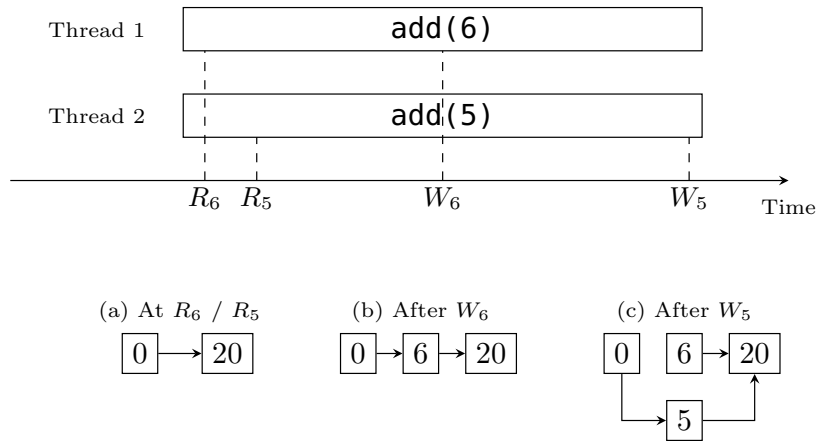 Thread 1 add(6)
Thread 2 add(5)
R₆ R₅ W₆ W₅ Time
(a) At R₆ / R₅ (b) After W₆ (c) After W₅
0 20 0 6 20 0 6 20
5